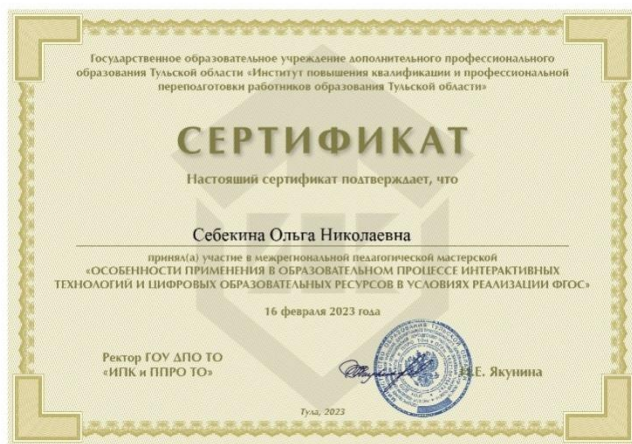 Государственное образовательное учреждение дополнительного профессионального
образования Тульской области «Институт повышения квалификации и профессиональной
переподготовки работников образования Тульской области»
СЕРТИФИКАТ
Настоящий сертификат подтверждает, что
Себекина Ольга Николаевна
принял(а) участие в межрегиональной педагогической мастерской
«ОСОБЕННОСТИ ПРИМЕНЕНИЯ В ОБРАЗОВАТЕЛЬНОМ ПРОЦЕССЕ ИНТЕРАКТИВНЫХ
ТЕХНОЛОГИЙ И ЦИФРОВЫХ ОБРАЗОВАТЕЛЬНЫХ РЕСУРСОВ В УСЛОВИЯХ РЕАЛИЗАЦИИ ФГОС»
16 февраля 2023 года
Ректор ГОУ ДПО ТО
«ИПК и ППРО ТО»
И.Е. Якунина
Тула, 2023